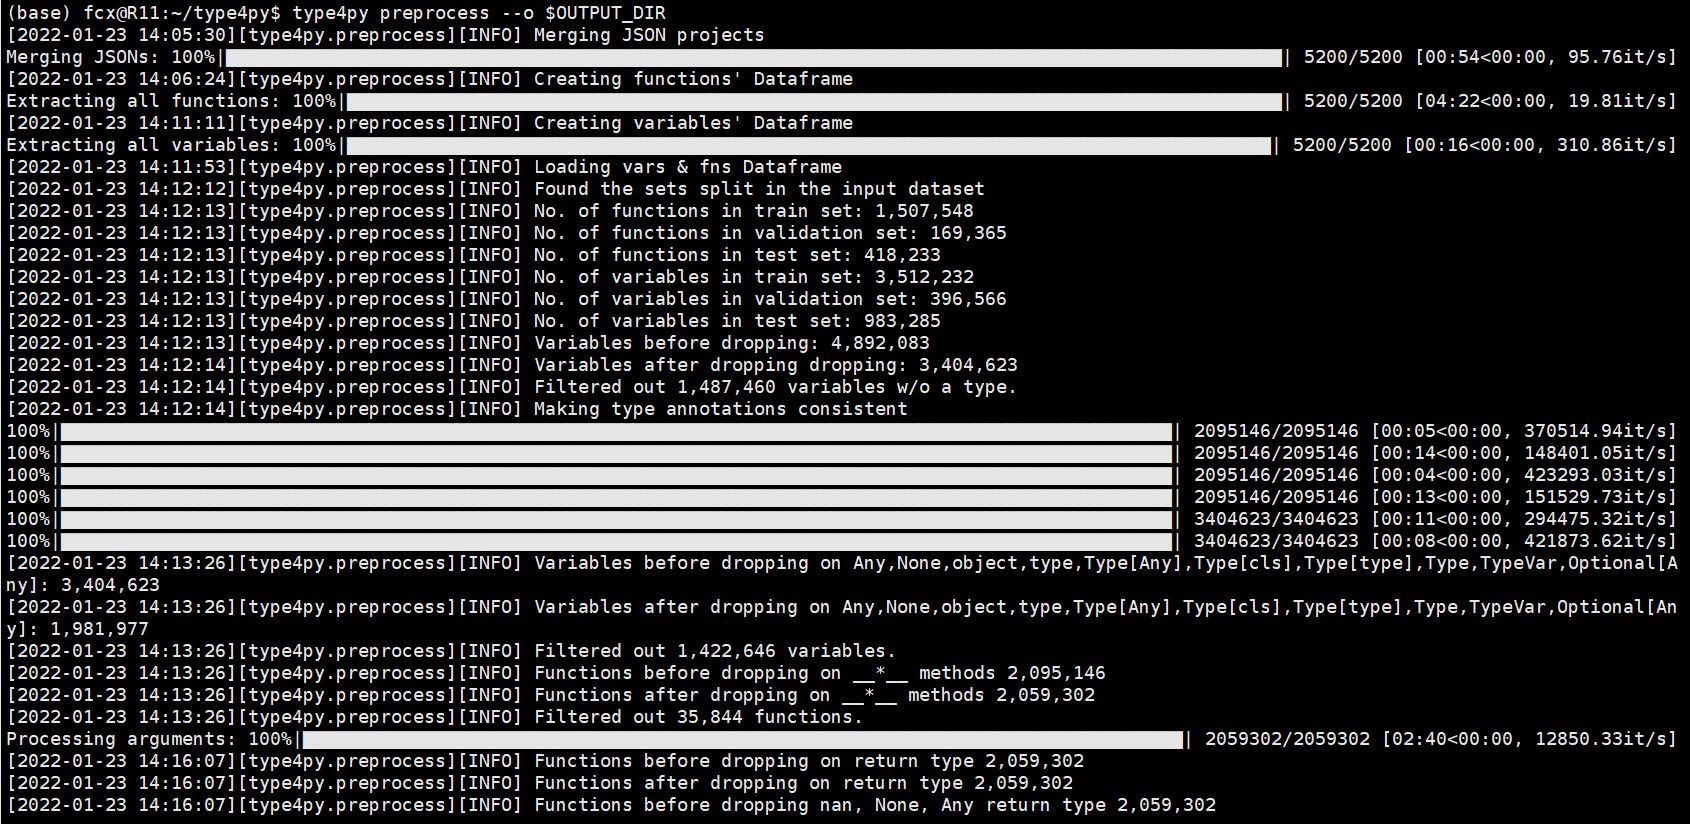 (base) fcx@R11:~/type4py$ type4py preprocess --o $OUTPUT_DIR
[2022-01-23 14:05:30][type4py.preprocess][INFO] Merging JSON projects
Merging JSONs: 100%|██████████| 5200/5200 [00:54<00:00, 95.76it/s]
[2022-01-23 14:06:24][type4py.preprocess][INFO] Creating functions' Dataframe
Extracting all functions: 100%|██████████| 5200/5200 [04:22<00:00, 19.81it/s]
[2022-01-23 14:11:11][type4py.preprocess][INFO] Creating variables' Dataframe
Extracting all variables: 100%|██████████| 5200/5200 [00:16<00:00, 310.86it/s]
[2022-01-23 14:11:53][type4py.preprocess][INFO] Loading vars & fns Dataframe
[2022-01-23 14:12:12][type4py.preprocess][INFO] Found the sets split in the input dataset
[2022-01-23 14:12:13][type4py.preprocess][INFO] No. of functions in train set: 1,507,548
[2022-01-23 14:12:13][type4py.preprocess][INFO] No. of functions in validation set: 169,365
[2022-01-23 14:12:13][type4py.preprocess][INFO] No. of functions in test set: 418,233
[2022-01-23 14:12:13][type4py.preprocess][INFO] No. of variables in train set: 3,512,232
[2022-01-23 14:12:13][type4py.preprocess][INFO] No. of variables in validation set: 396,566
[2022-01-23 14:12:13][type4py.preprocess][INFO] No. of variables in test set: 983,285
[2022-01-23 14:12:13][type4py.preprocess][INFO] Variables before dropping: 4,892,083
[2022-01-23 14:12:14][type4py.preprocess][INFO] Variables after dropping dropping: 3,404,623
[2022-01-23 14:12:14][type4py.preprocess][INFO] Filtered out 1,487,460 variables w/o a type.
[2022-01-23 14:12:14][type4py.preprocess][INFO] Making type annotations consistent
100%|██████████| 2095146/2095146 [00:05<00:00, 370514.94it/s]
100%|██████████| 2095146/2095146 [00:14<00:00, 148401.05it/s]
100%|██████████| 2095146/2095146 [00:04<00:00, 423293.03it/s]
100%|██████████| 2095146/2095146 [00:13<00:00, 151529.73it/s]
100%|██████████| 3404623/3404623 [00:11<00:00, 294475.32it/s]
100%|██████████| 3404623/3404623 [00:08<00:00, 421873.62it/s]
[2022-01-23 14:13:26][type4py.preprocess][INFO] Variables before dropping on Any,None,object,type,Type[Any],Type[cls],Type[type],Type,TypeVar,Optional[A
ny]: 3,404,623
[2022-01-23 14:13:26][type4py.preprocess][INFO] Variables after dropping on Any,None,object,type,Type[Any],Type[cls],Type[type],Type,TypeVar,Optional[An
y]: 1,981,977
[2022-01-23 14:13:26][type4py.preprocess][INFO] Filtered out 1,422,646 variables.
[2022-01-23 14:13:26][type4py.preprocess][INFO] Functions before dropping on __*__ methods 2,095,146
[2022-01-23 14:13:26][type4py.preprocess][INFO] Functions after dropping on __*__ methods 2,059,302
[2022-01-23 14:13:26][type4py.preprocess][INFO] Filtered out 35,844 functions.
Processing arguments: 100%|██████████| 2059302/2059302 [02:40<00:00, 12850.33it/s]
[2022-01-23 14:16:07][type4py.preprocess][INFO] Functions before dropping on return type 2,059,302
[2022-01-23 14:16:07][type4py.preprocess][INFO] Functions after dropping on return type 2,059,302
[2022-01-23 14:16:07][type4py.preprocess][INFO] Functions before dropping nan, None, Any return type 2,059,302